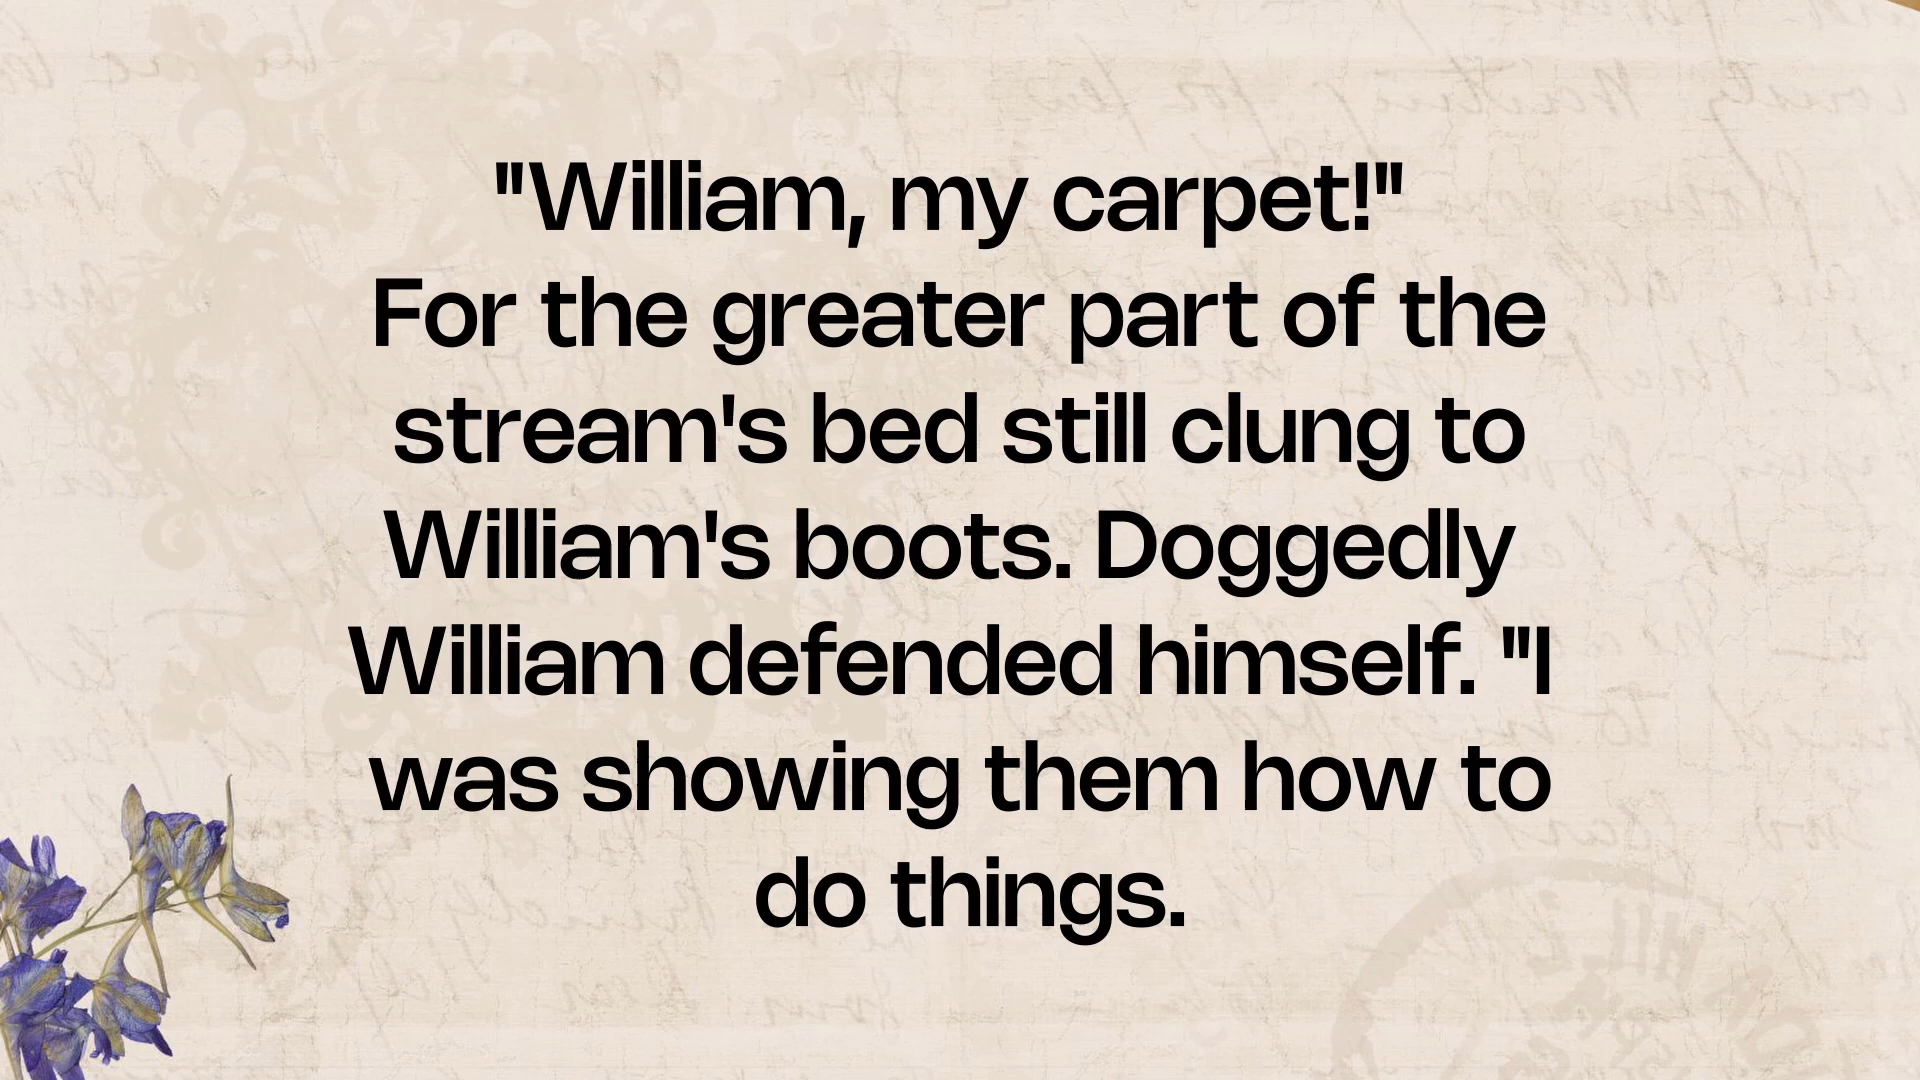 "William, my carpet!"
For the greater part of the
stream's bed still clung to
William's boots. Doggedly
William defended himself. "I
was showing them how to
do things.